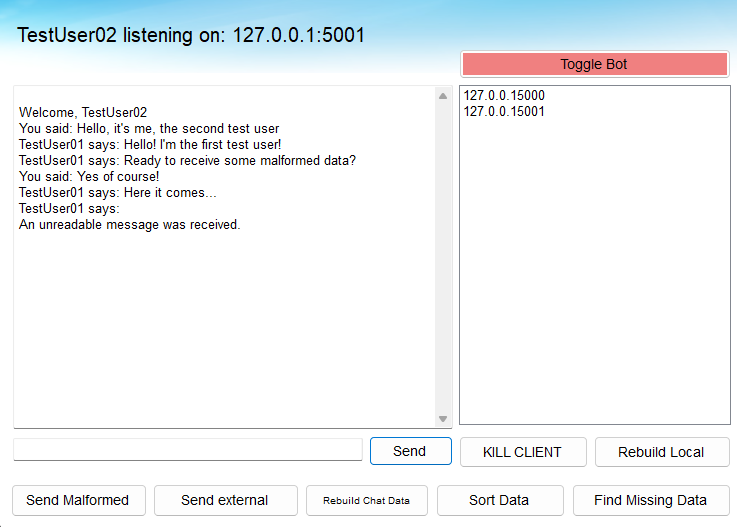 TestUser02 listening on: 127.0.0.1:5001
Toggle Bot
Welcome, TestUser02
You said: Hello, it's me, the second test user
TestUser01 says: Hello! I'm the first test user!
TestUser01 says: Ready to receive some malformed data?
You said: Yes of course!
TestUser01 says: Here it comes...
TestUser01 says:
An unreadable message was received.
127.0.0.15000
127.0.0.15001
Send
KILL CLIENT
Rebuild Local
Send Malformed
Send external
Rebuild Chat Data
Sort Data
Find Missing Data